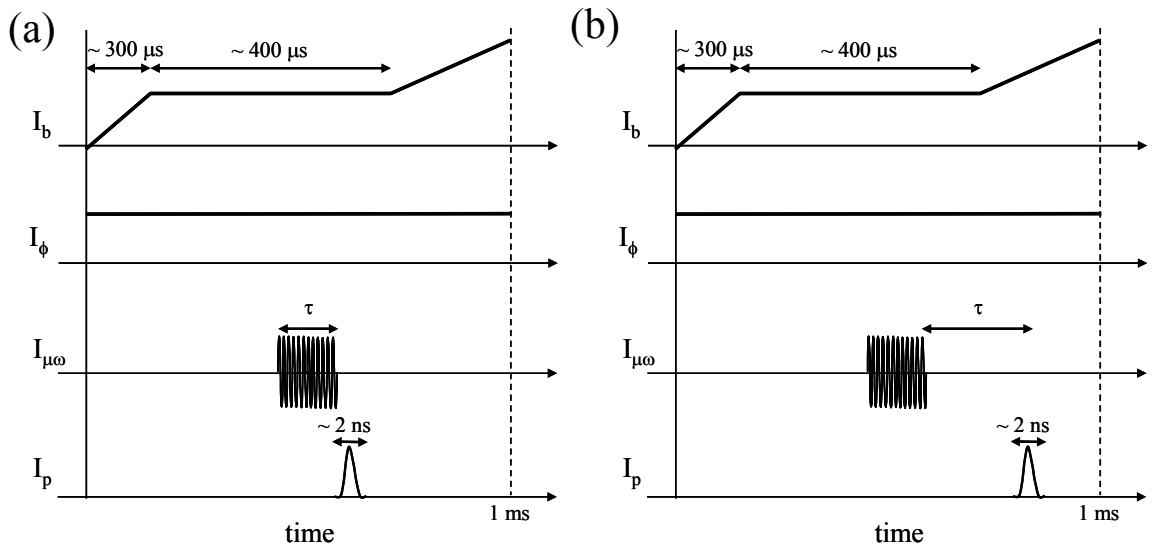 (a)
~ 300 μs
~ 400 μs
I_b
I_ϕ
τ
I_μω
~ 2 ns
I_p
time
1 ms
(b)
~ 300 μs
~ 400 μs
I_b
I_ϕ
τ
I_μω
~ 2 ns
I_p
time
1 ms